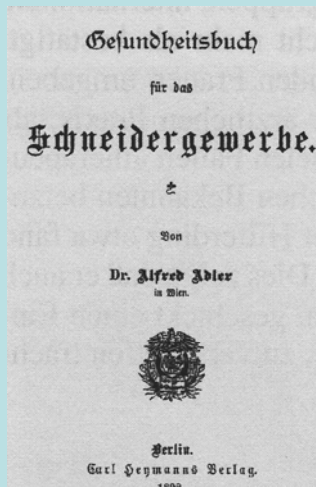 Gesundheitsbuch
für das
Schneidergewerbe.
Von
Dr. Alfred Adler
in Wien.
Berlin.
Carl Heymanns Verlag.